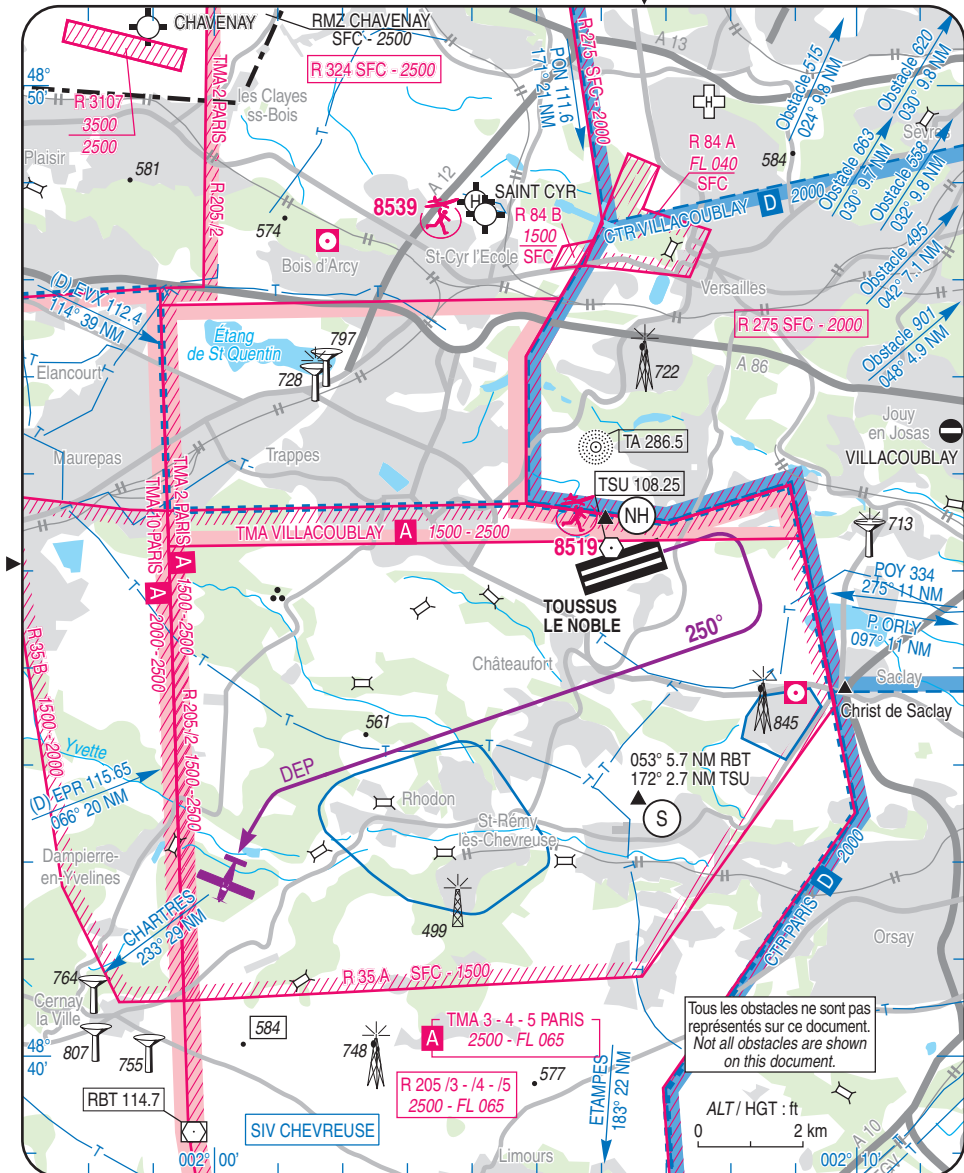 CHAVENAY
RMZ CHAVENAY
SFC - 2500
R 324 SFC - 2500
A 13
48°
50'
R 3107
3500
2500
TMA 2 PARIS
R 205 /2
les Clayes
ss-Bois
Plaisir
581
574
PON 111.6
171° 21 NM
R 275 SFC - 2000
H
R 84 A
FL 040
SFC
584
Obstacle 515
024° 9.8 NM
Obstacle 620
030° 9.8 NM
Sèvres
Obstacle 663
030° 9.7 NM
Obstacle 558
032° 9.8 NM
Obstacle 495
042° 7.1 NM
Obstacle 901
048° 4.9 NM
A 12
8539
H
SAINT CYR
R 84 B
1500
SFC
CTR VILLACOUBLAY D 2000
Bois d'Arcy
St-Cyr l'Ecole
Versailles
(D) EVX 112.4
114° 39 NM
Étang
de St Quentin
797
728
R 275 SFC - 2000
722
A 86
Élancourt
Jouy
en Josas
VILLACOUBLAY
Maurepas
Trappes
TA 286.5
TSU 108.25
NH
713
TMA VILLACOUBLAY A 1500 - 2500
8519
TMA 2 PARIS A 1500-2500
TMA 10 PARIS A 2000-2500
TOUSSUS
LE NOBLE
250°
POY 334
275° 11 NM
P. ORLY
097° 11 NM
Châteaufort
Saclay
R 35 B 1500 - 2000
R 205 /2 1500-2500
845
Christ de Saclay
561
Yvette
DEP
053° 5.7 NM RBT
172° 2.7 NM TSU
S
(D) EPR 115.65
066° 20 NM
Rhodon
St-Rémy
lès-Chevreuse
Dampierre-
en-Yvelines
CHARTRES
233° 29 NM
499
CTR PARIS D 2000
Orsay
764
R 35 A SFC - 1500
Cernay
la Ville
807
755
584
748
A
TMA 3 - 4 - 5 PARIS
2500 - FL 065
R 205 /3 - /4 - /5
2500 - FL 065
577
Tous les obstacles ne sont pas
représentés sur ce document.
Not all obstacles are shown
on this document.
48°
40'
RBT 114.7
SIV CHEVREUSE
ETAMPES
183° 22 NM
ALT / HGT : ft
0 2 km
A 10
Limours
002° 00'
002° 10'